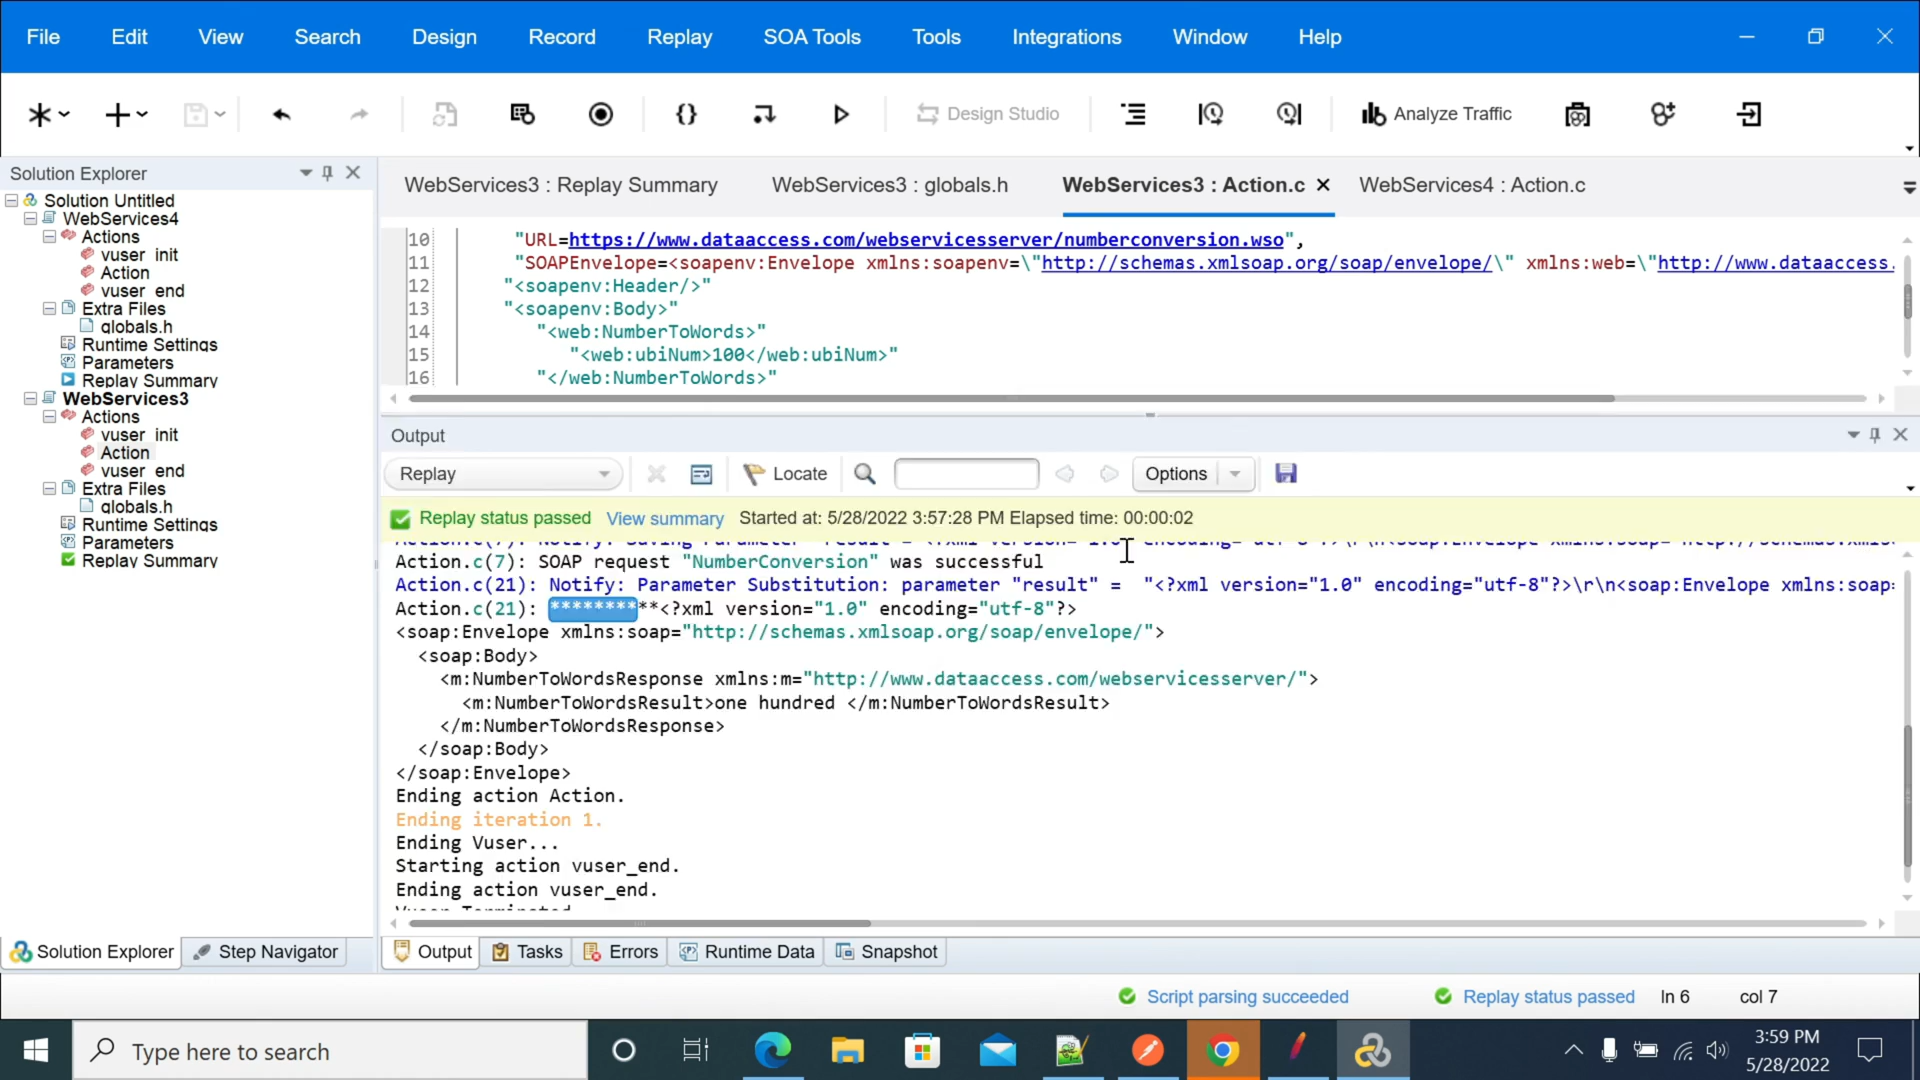 File Edit View Search Design Record Replay SOA Tools Tools Integrations Window Help
Design Studio Analyze Traffic
Solution Explorer
Solution Untitled
WebServices4
Actions
vuser_init
Action
vuser_end
Extra Files
globals.h
Runtime Settings
Parameters
Replay Summary
WebServices3
Actions
vuser_init
Action
vuser_end
Extra Files
globals.h
Runtime Settings
Parameters
Replay Summary
Solution Explorer Step Navigator
WebServices3 : Replay Summary WebServices3 : globals.h WebServices3 : Action.c WebServices4 : Action.c
10 "URL=https://www.dataaccess.com/webservicesserver/numberconversion.wso",
11 "SOAPEnvelope=<soapenv:Envelope xmlns:soapenv=\"http://schemas.xmlsoap.org/soap/envelope/\" xmlns:web=\"http://www.dataaccess.
12 "<soapenv:Header/>"
13 "<soapenv:Body>"
14 "<web:NumberToWords>"
15 "<web:ubiNum>100</web:ubiNum>"
16 "</web:NumberToWords>"
Output
Replay Locate Options
Replay status passed View summary Started at: 5/28/2022 3:57:28 PM Elapsed time: 00:00:02
Action.c(7): SOAP request "NumberConversion" was successful
Action.c(21): Notify: Parameter Substitution: parameter "result" = "<?xml version="1.0" encoding="utf-8"?>\r\n<soap:Envelope xmlns:soap=
Action.c(21): **********<?xml version="1.0" encoding="utf-8"?>
<soap:Envelope xmlns:soap="http://schemas.xmlsoap.org/soap/envelope/">
<soap:Body>
<m:NumberToWordsResponse xmlns:m="http://www.dataaccess.com/webservicesserver/">
<m:NumberToWordsResult>one hundred </m:NumberToWordsResult>
</m:NumberToWordsResponse>
</soap:Body>
</soap:Envelope>
Ending action Action.
Ending iteration 1.
Ending Vuser...
Starting action vuser_end.
Ending action vuser_end.
Output Tasks Errors Runtime Data Snapshot
Script parsing succeeded Replay status passed ln 6 col 7
Type here to search
3:59 PM
5/28/2022